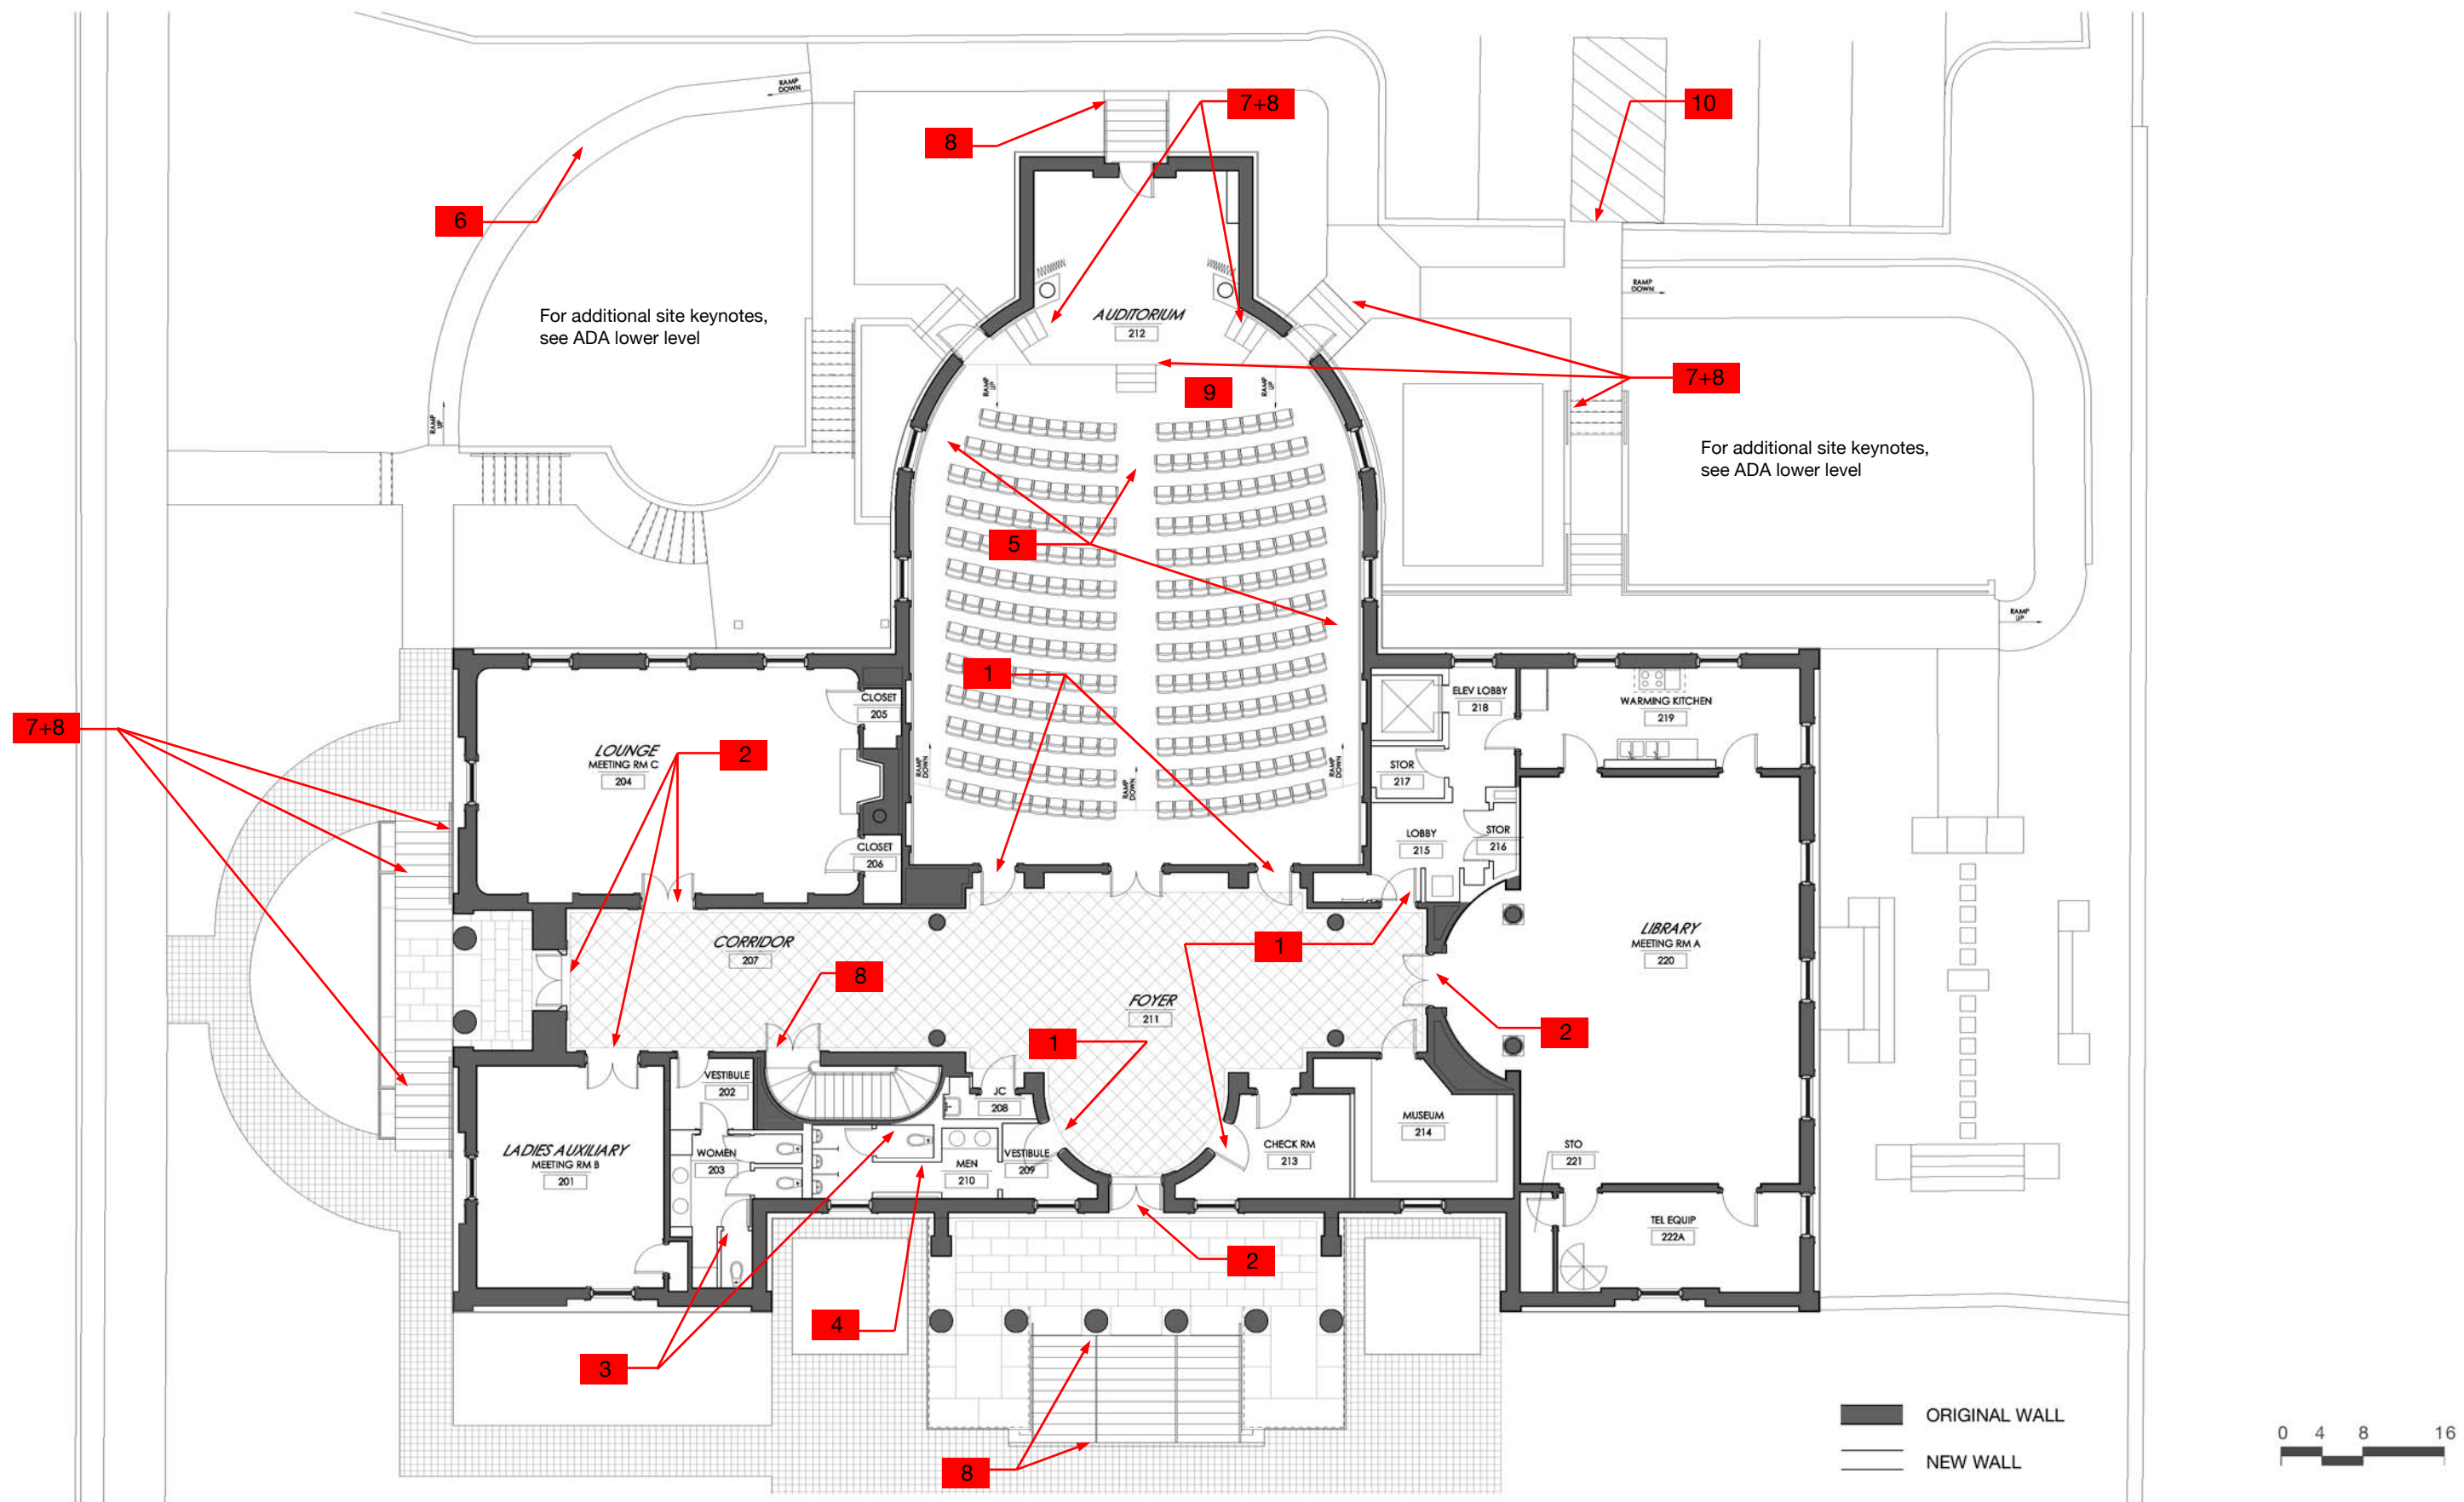 RAMP
DOWN
8
7+8
10
6
RAMP
DOWN
For additional site keynotes,
see ADA lower level
AUDITORIUM
212
7+8
9
RAMP
UP
RAMP
UP
RAMP
UP
For additional site keynotes,
see ADA lower level
5
RAMP
UP
1
CLOSET
205
ELEV LOBBY
218
WARMING KITCHEN
219
7+8
LOUNGE
MEETING RM C
204
2
RAMP
DOWN
RAMP
DOWN
RAMP
DOWN
STOR
217
CLOSET
206
LOBBY
215
STOR
216
CORRIDOR
207
8
1
LIBRARY
MEETING RM A
220
FOYER
211
1
2
VESTIBULE
202
JC
208
MUSEUM
214
LADIES AUXILIARY
MEETING RM B
201
WOMEN
203
MEN
210
VESTIBULE
209
CHECK RM
213
STO
221
TEL EQUIP
222A
2
4
3
8
ORIGINAL WALL
NEW WALL
0 4 8 16